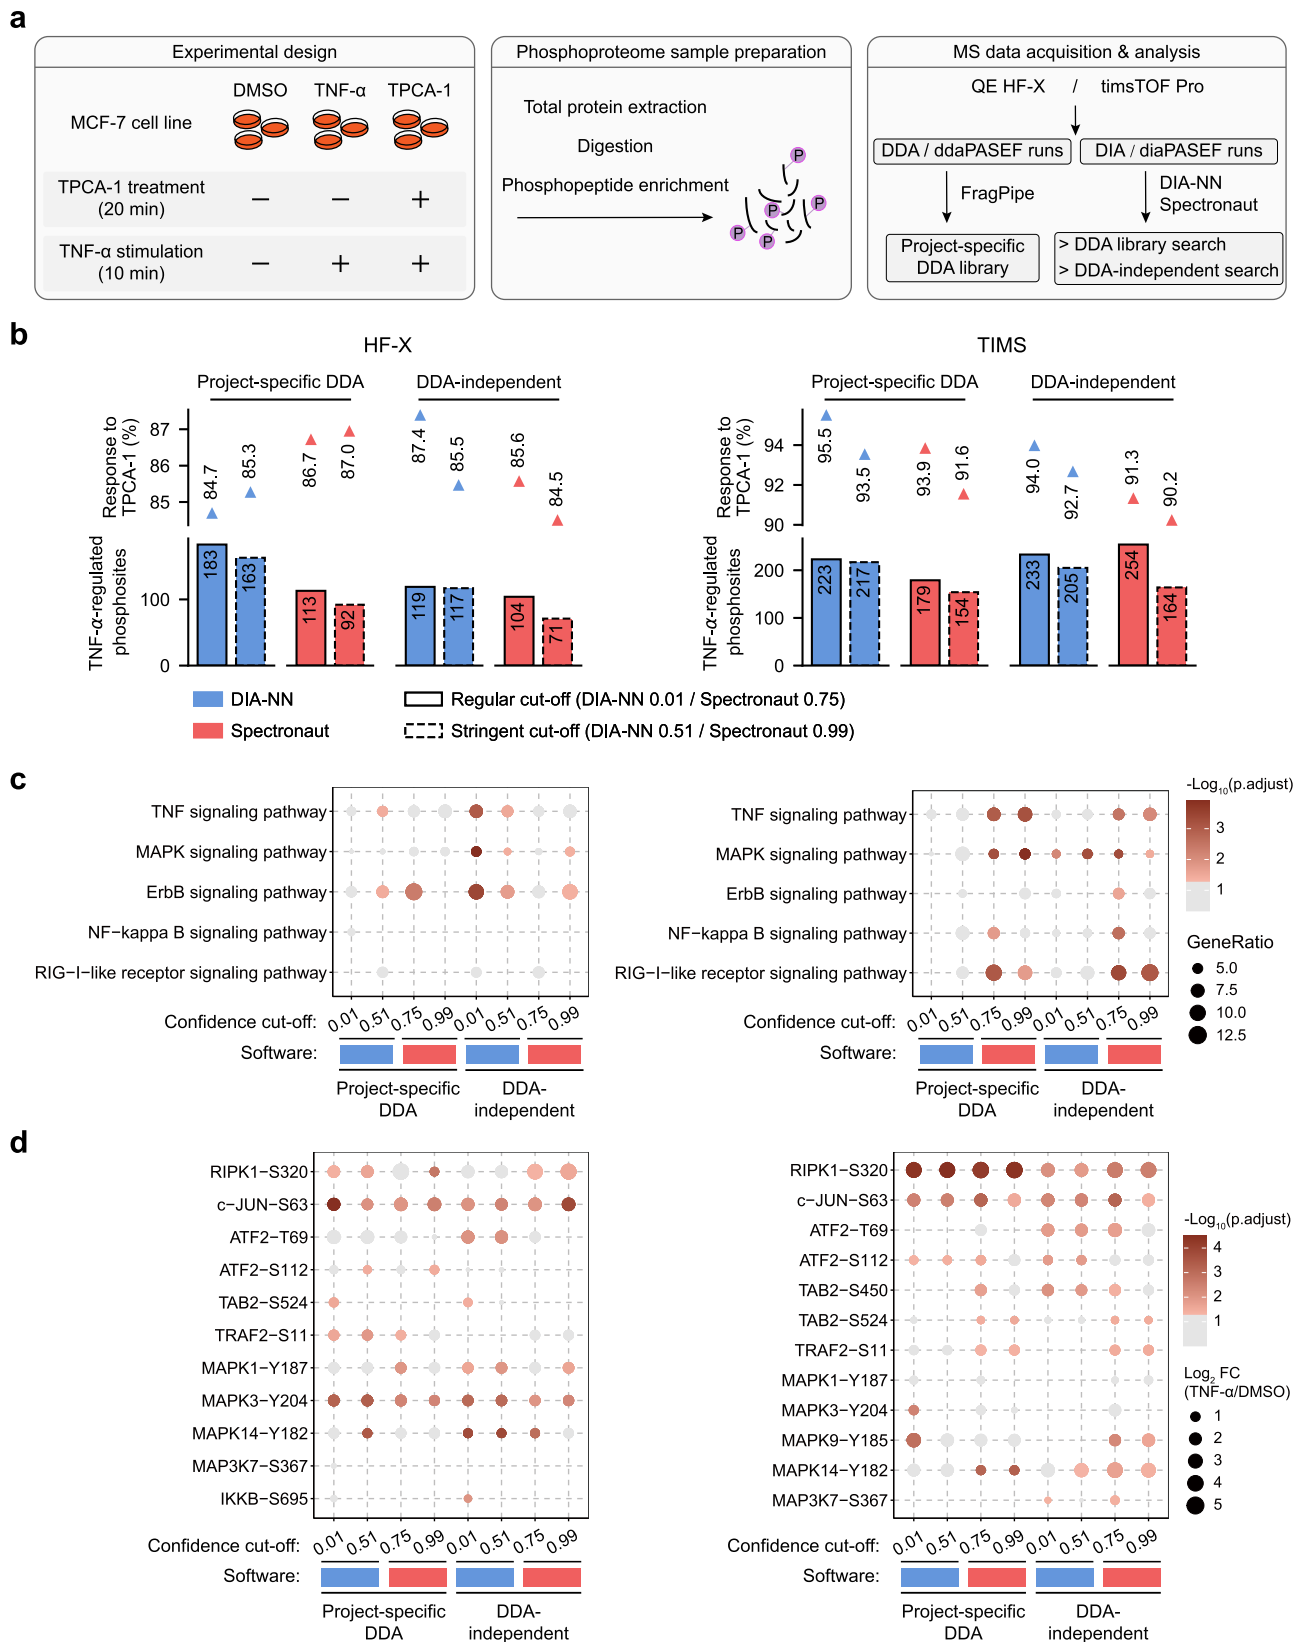 a
Experimental design
DMSO TNF-α TPCA-1
MCF-7 cell line
TPCA-1 treatment
(20 min)
− − +
TNF-α stimulation
(10 min)
− + +
Phosphoproteome sample preparation
Total protein extraction
Digestion
Phosphopeptide enrichment
P
P
P
P
P
MS data acquisition & analysis
QE HF-X / timsTOF Pro
DDA / ddaPASEF runs
DIA / diaPASEF runs
FragPipe
DIA-NN
Spectronaut
Project-specific
DDA library
> DDA library search
> DDA-independent search
b
HF-X
Project-specific DDA DDA-independent
Response to
TPCA-1 (%)
87
86
85
84.7 85.3 86.7 87.0 87.4 85.5 85.6 84.5
TNF-α-regulated
phosphosites
100
0
183 163 113 92 119 117 104 71
TIMS
Project-specific DDA DDA-independent
Response to
TPCA-1 (%)
94
92
90
95.5 93.5 93.9 91.6 94.0 92.7 91.3 90.2
TNF-α-regulated
phosphosites
200
100
0
223 217 179 154 233 205 254 164
DIA-NN
Spectronaut
Regular cut-off (DIA-NN 0.01 / Spectronaut 0.75)
Stringent cut-off (DIA-NN 0.51 / Spectronaut 0.99)
c
TNF signaling pathway
MAPK signaling pathway
ErbB signaling pathway
NF−kappa B signaling pathway
RIG−I−like receptor signaling pathway
Confidence cut-off: 0.01 0.51 0.75 0.99 0.01 0.51 0.75 0.99
Software:
Project-specific
DDA
DDA-
independent
TNF signaling pathway
MAPK signaling pathway
ErbB signaling pathway
NF−kappa B signaling pathway
RIG−I−like receptor signaling pathway
Confidence cut-off: 0.01 0.51 0.75 0.99 0.01 0.51 0.75 0.99
Software:
Project-specific
DDA
DDA-
independent
-Log10(p.adjust)
3
2
1
GeneRatio
5.0
7.5
10.0
12.5
d
RIPK1−S320
c−JUN−S63
ATF2−T69
ATF2−S112
TAB2−S524
TRAF2−S11
MAPK1−Y187
MAPK3−Y204
MAPK14−Y182
MAP3K7−S367
IKKB−S695
Confidence cut-off: 0.01 0.51 0.75 0.99 0.01 0.51 0.75 0.99
Software:
Project-specific
DDA
DDA-
independent
RIPK1−S320
c−JUN−S63
ATF2−T69
ATF2−S112
TAB2−S450
TAB2−S524
TRAF2−S11
MAPK1−Y187
MAPK3−Y204
MAPK9−Y185
MAPK14−Y182
MAP3K7−S367
Confidence cut-off: 0.01 0.51 0.75 0.99 0.01 0.51 0.75 0.99
Software:
Project-specific
DDA
DDA-
independent
-Log10(p.adjust)
4
3
2
1
Log2 FC
(TNF-α/DMSO)
1
2
3
4
5